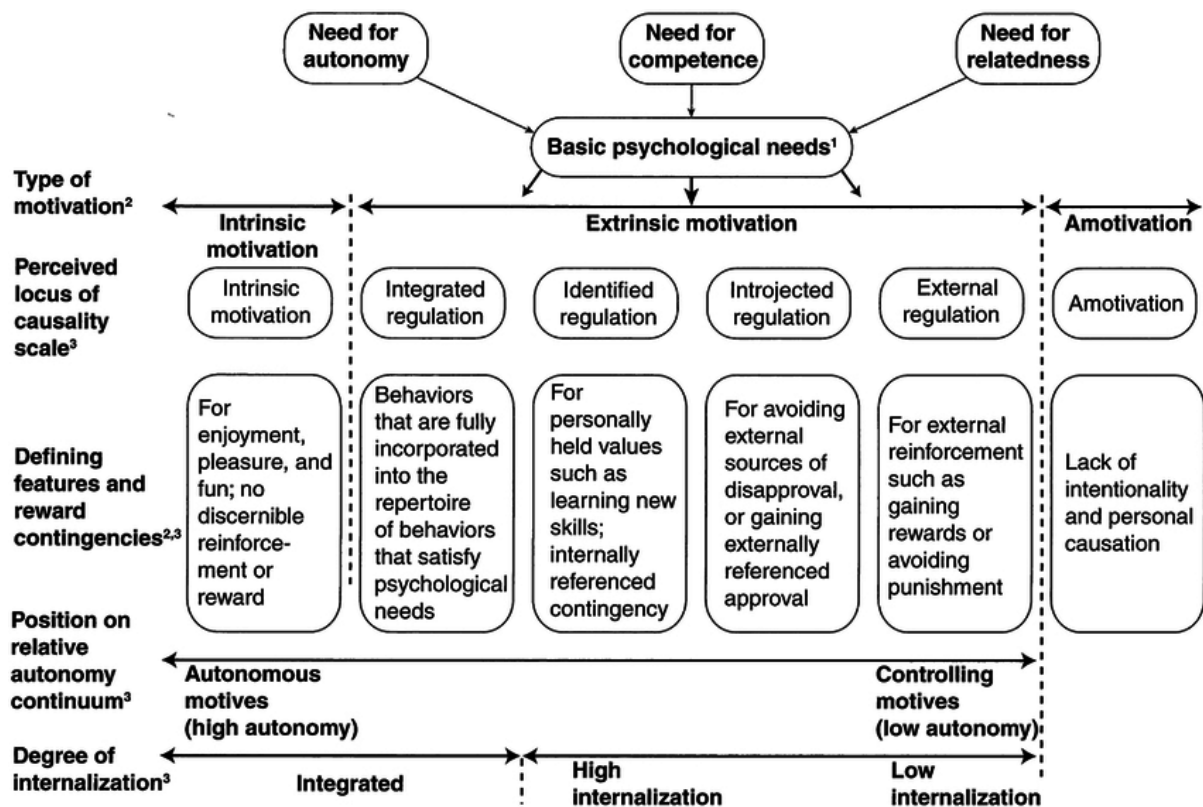 Need for
autonomy
Need for
competence
Need for
relatedness
Basic psychological needs¹
Type of
motivation²
Intrinsic
motivation
Extrinsic motivation
Amotivation
Perceived
locus of
causality
scale³
Intrinsic
motivation
Integrated
regulation
Identified
regulation
Introjected
regulation
External
regulation
Amotivation
Defining
features and
reward
contingencies²,³
For
enjoyment,
pleasure, and
fun; no
discernible
reinforce-
ment or
reward
Behaviors
that are fully
incorporated
into the
repertoire
of behaviors
that satisfy
psychological
needs
For
personally
held values
such as
learning new
skills;
internally
referenced
contingency
For avoiding
external
sources of
disapproval,
or gaining
externally
referenced
approval
For external
reinforcement
such as
gaining
rewards or
avoiding
punishment
Lack of
intentionality
and personal
causation
Position on
relative
autonomy
continuum³
Autonomous
motives
(high autonomy)
Controlling
motives
(low autonomy)
Degree of
internalization³
Integrated
High
internalization
Low
internalization